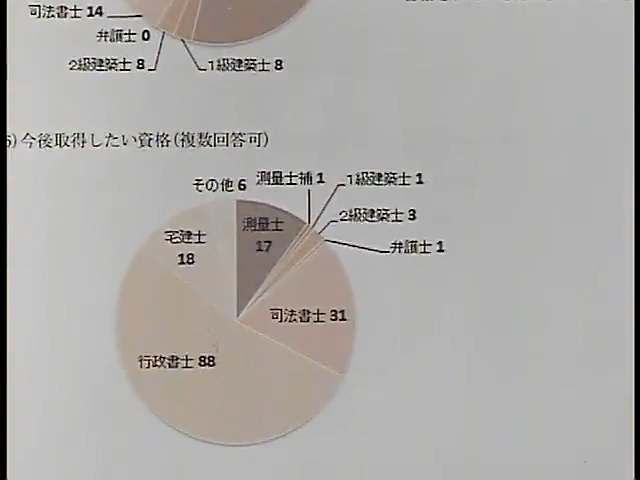 司法書士 14
弁護士 0
2級建築士 8
1級建築士 8
)今後取得したい資格(複数回答可)
その他 6
測量士補 1
1級建築士 1
2級建築士 3
弁護士 1
測量士
17
宅建士
18
司法書士 31
行政書士 88